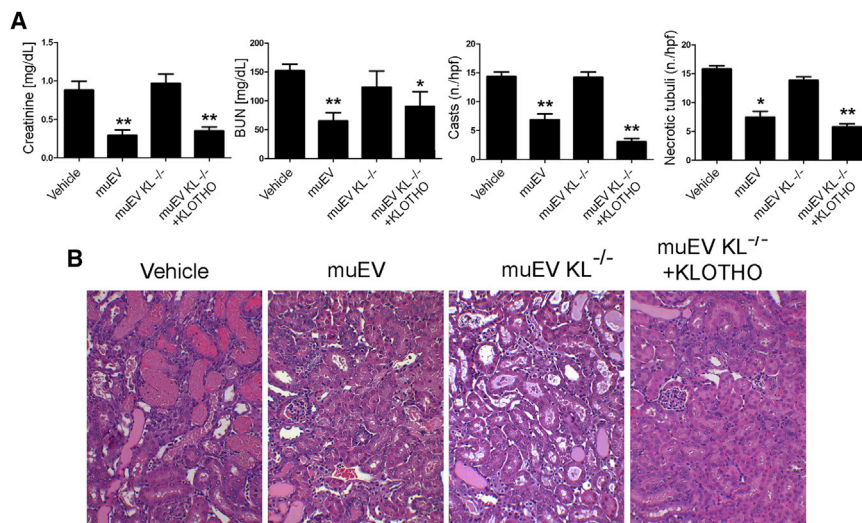 A
Creatinine [mg/dL]
1.5
1.0
0.5
0.0
**
**
Vehicle
muEV
muEV KL -/-
muEV KL -/-
+KLOTHO
BUN [mg/dL]
200
150
100
50
0
**
*
Vehicle
muEV
muEV KL -/-
muEV KL -/-
+KLOTHO
Casts (n./hpf)
20
15
10
5
0
**
**
Vehicle
muEV
muEV KL -/-
muEV KL -/-
+KLOTHO
Necrotic tubuli (n./hpf)
20
15
10
5
0
*
**
Vehicle
muEV
muEV KL -/-
muEV KL -/-
+KLOTHO
B
Vehicle
muEV
muEV KL-/-
muEV KL-/-
+KLOTHO